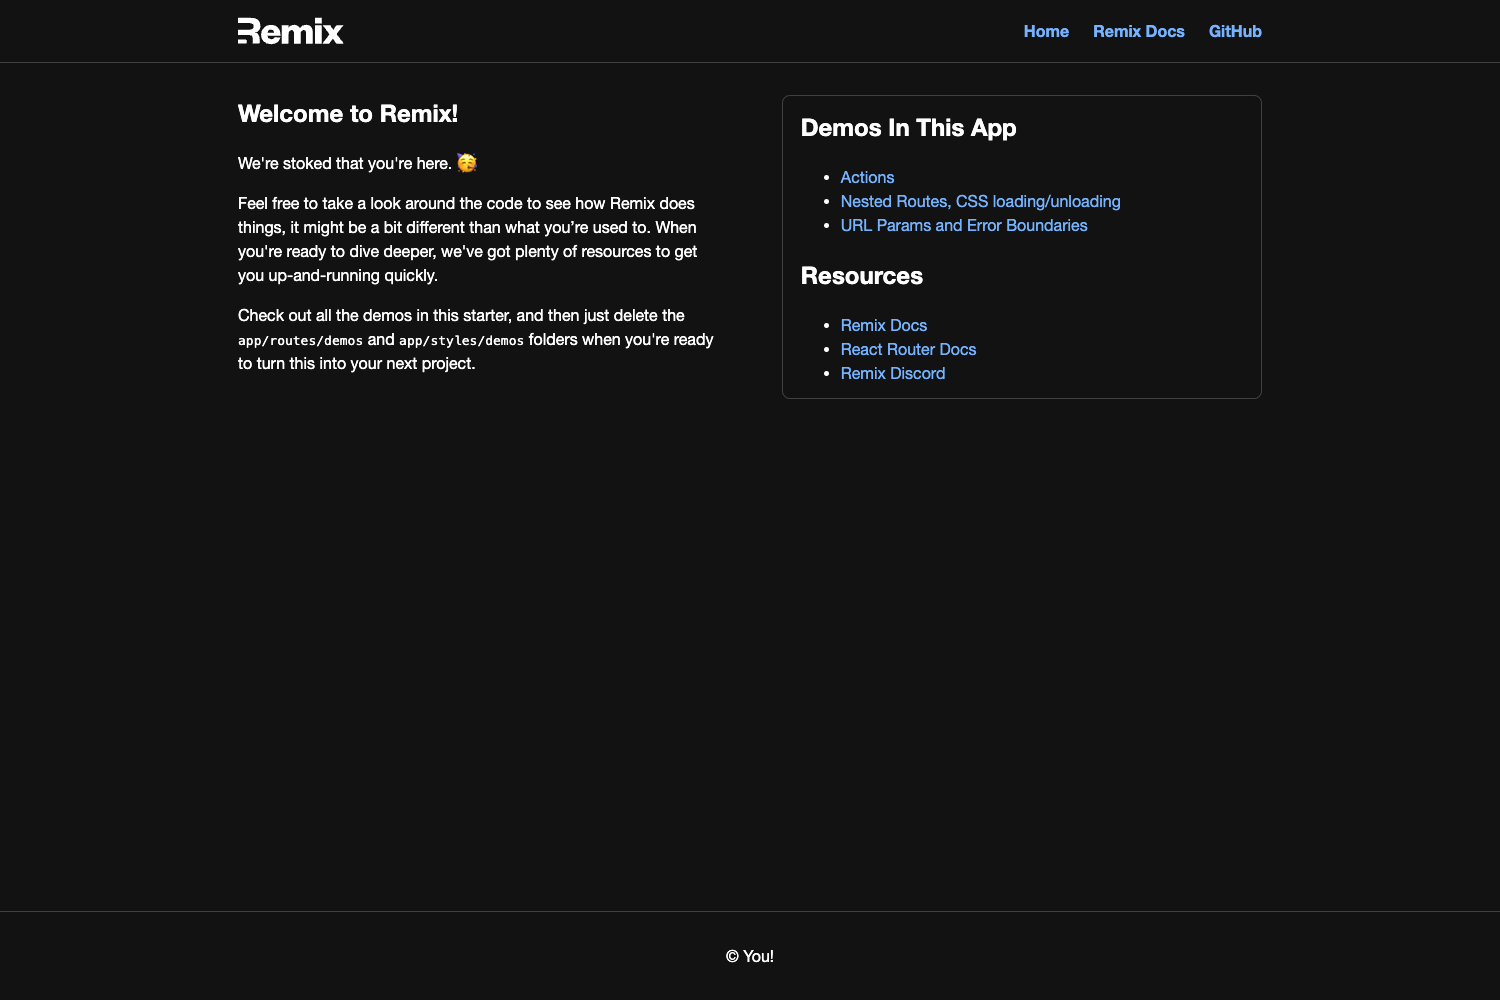 Remix
Home Remix Docs GitHub
Welcome to Remix!
We're stoked that you're here. 🥳
Feel free to take a look around the code to see how Remix does
things, it might be a bit different than what you’re used to. When
you're ready to dive deeper, we've got plenty of resources to get
you up-and-running quickly.
Check out all the demos in this starter, and then just delete the
app/routes/demos and app/styles/demos folders when you're ready
to turn this into your next project.
Demos In This App
Actions
Nested Routes, CSS loading/unloading
URL Params and Error Boundaries
Resources
Remix Docs
React Router Docs
Remix Discord
© You!